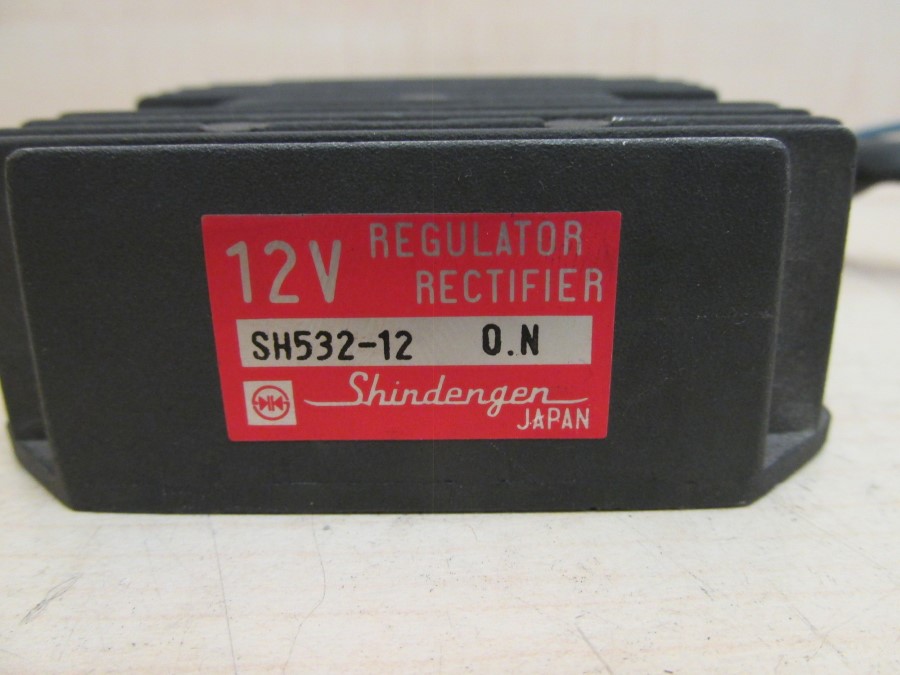 12V REGULATOR
RECTIFIER
SH532-12 O.N
Shindengen
JAPAN